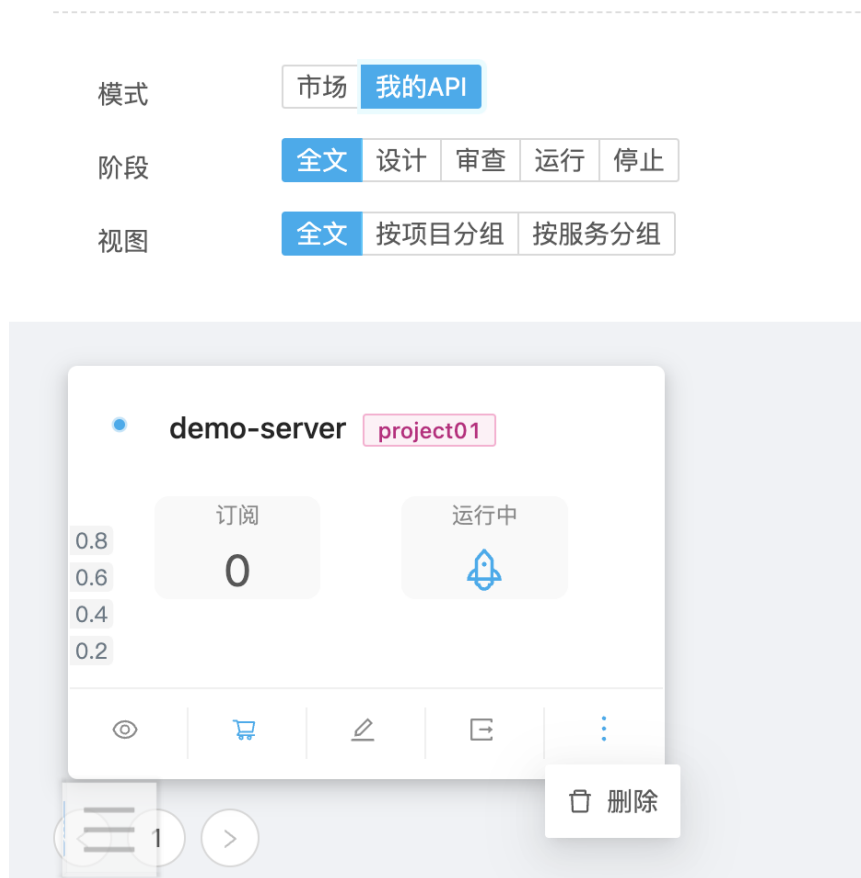 模式 市场 我的API
阶段 全文 设计 审查 运行 停止
视图 全文 按项目分组 按服务分组
demo-server project01
订阅 运行中
0
0.8
0.6
0.4
0.2
删除
1